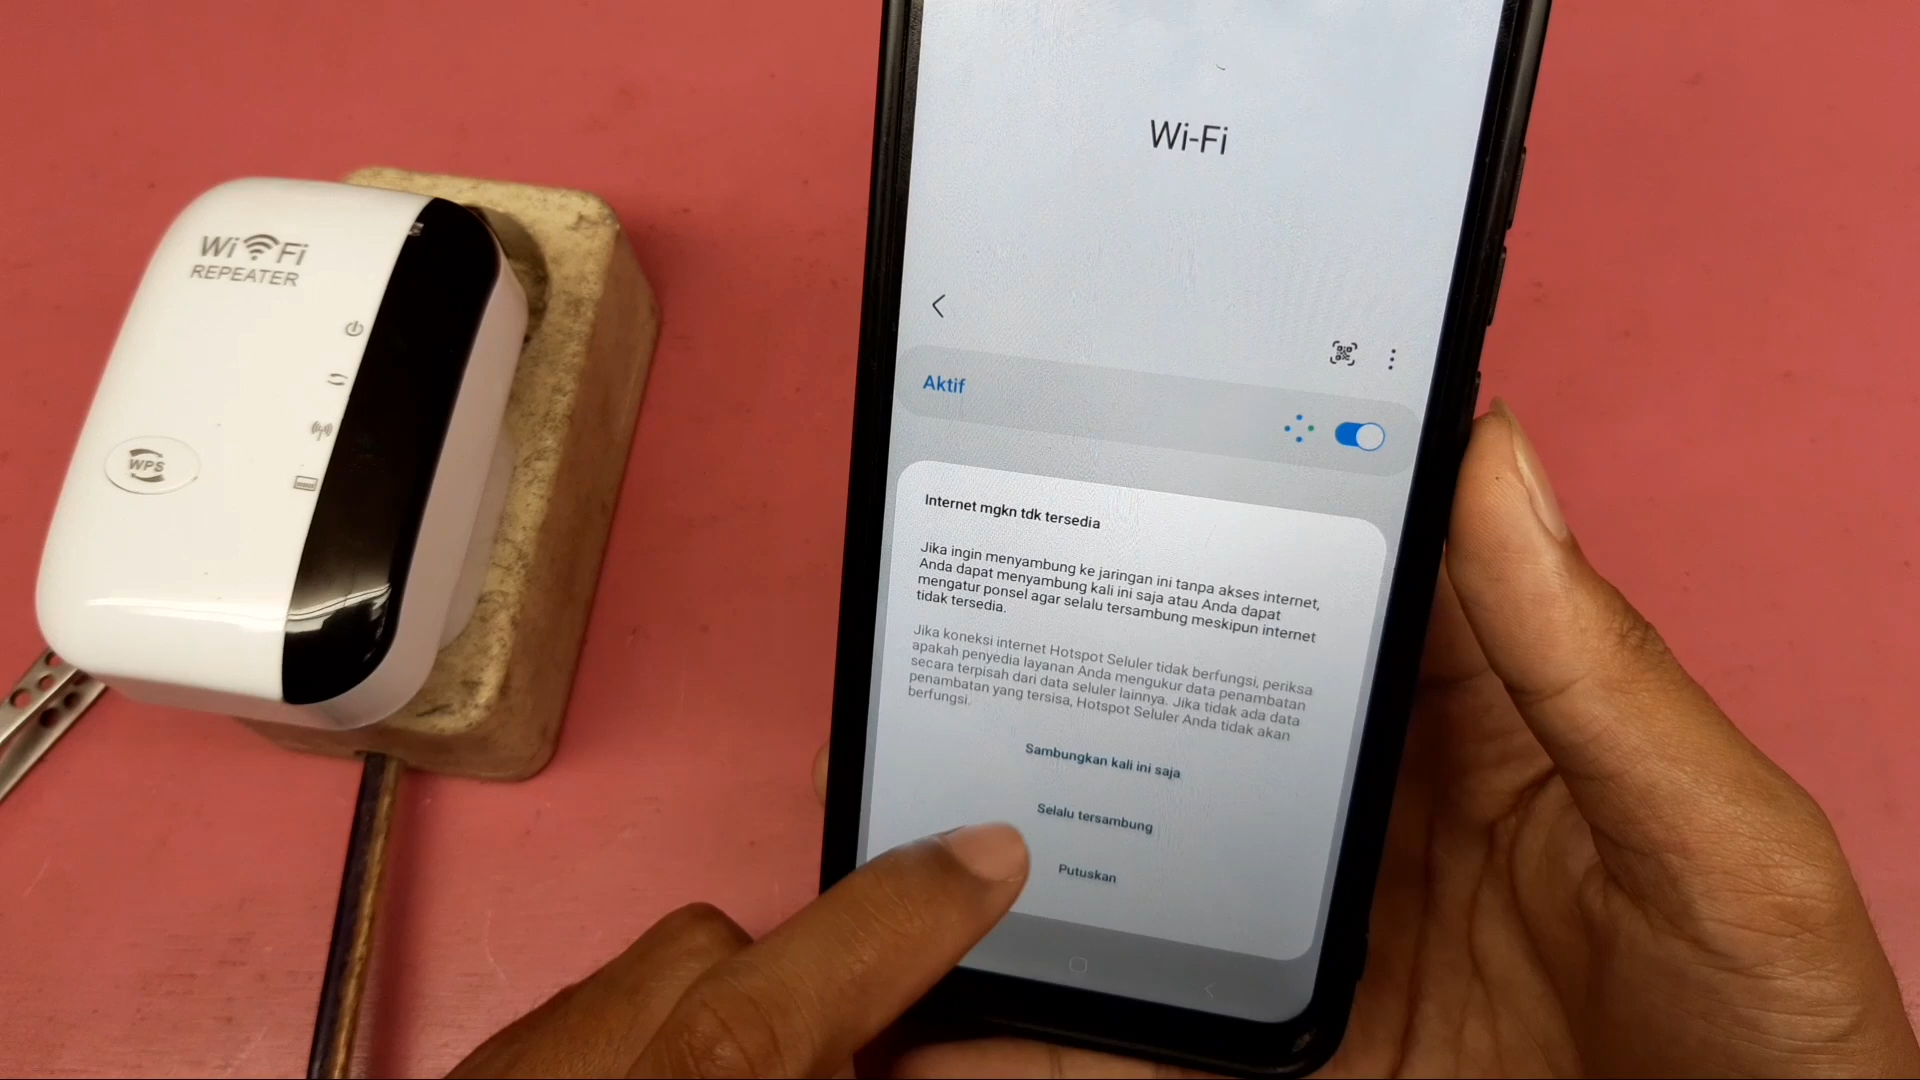 Wi-Fi
Wi Fi
REPEATER
WPS
Aktif
Internet mgkn tdk tersedia
Jika ingin menyambung ke jaringan ini tanpa akses internet,
Anda dapat menyambung kali ini saja atau Anda dapat
mengatur ponsel agar selalu tersambung meskipun internet
tidak tersedia.
Jika koneksi internet Hotspot Seluler tidak berfungsi, periksa
apakah penyedia layanan Anda mengukur data penambatan
secara terpisah dari data seluler lainnya. Jika tidak ada data
penambatan yang tersisa, Hotspot Seluler Anda tidak akan
berfungsi.
Sambungkan kali ini saja
Selalu tersambung
Putuskan